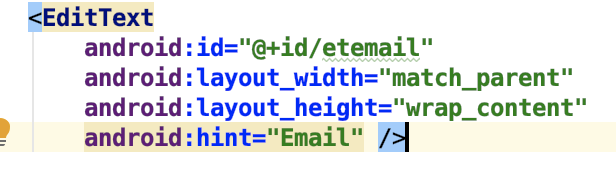 <EditText
android:id="@+id/etemail"
android:layout_width="match_parent"
android:layout_height="wrap_content"
android:hint="Email" />